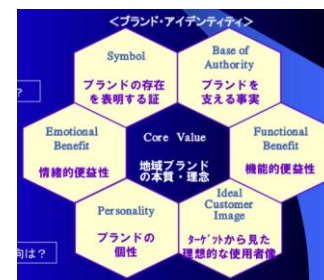 ＜ブランド・アイデンティティ＞
Symbol
ブランドの存在
を表明する証
Base of
Authority
ブランドを
支える事実
?
Emotional
Benefit
情緒的便益性
Core Value
地域ブランド
の本質・理念
Functional
Benefit
機能的便益性
Personality
ブランドの
個性
Ideal
Customer
Image
ﾀｰｹﾞｯﾄから見た
理想的な使用者像
向は？